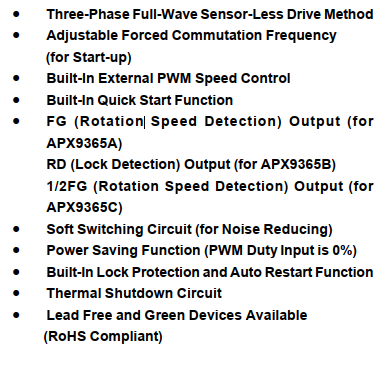 • Three-Phase Full-Wave Sensor-Less Drive Method
• Adjustable Forced Commutation Frequency
(for Start-up)
• Built-In External PWM Speed Control
• Built-In Quick Start Function
• FG (Rotation Speed Detection) Output (for
APX9365A)
RD (Lock Detection) Output (for APX9365B)
1/2FG (Rotation Speed Detection) Output (for
APX9365C)
• Soft Switching Circuit (for Noise Reducing)
• Power Saving Function (PWM Duty Input is 0%)
• Built-In Lock Protection and Auto Restart Function
• Thermal Shutdown Circuit
• Lead Free and Green Devices Available
(RoHS Compliant)